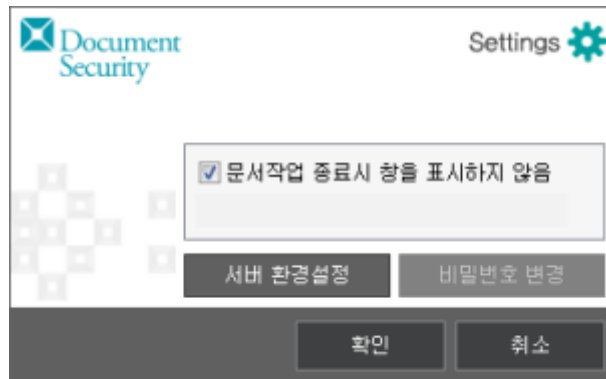 Document
Security
Settings
문서작업 종료시 창을 표시하지 않음
서버 환경설정
비밀번호 변경
확인
취소